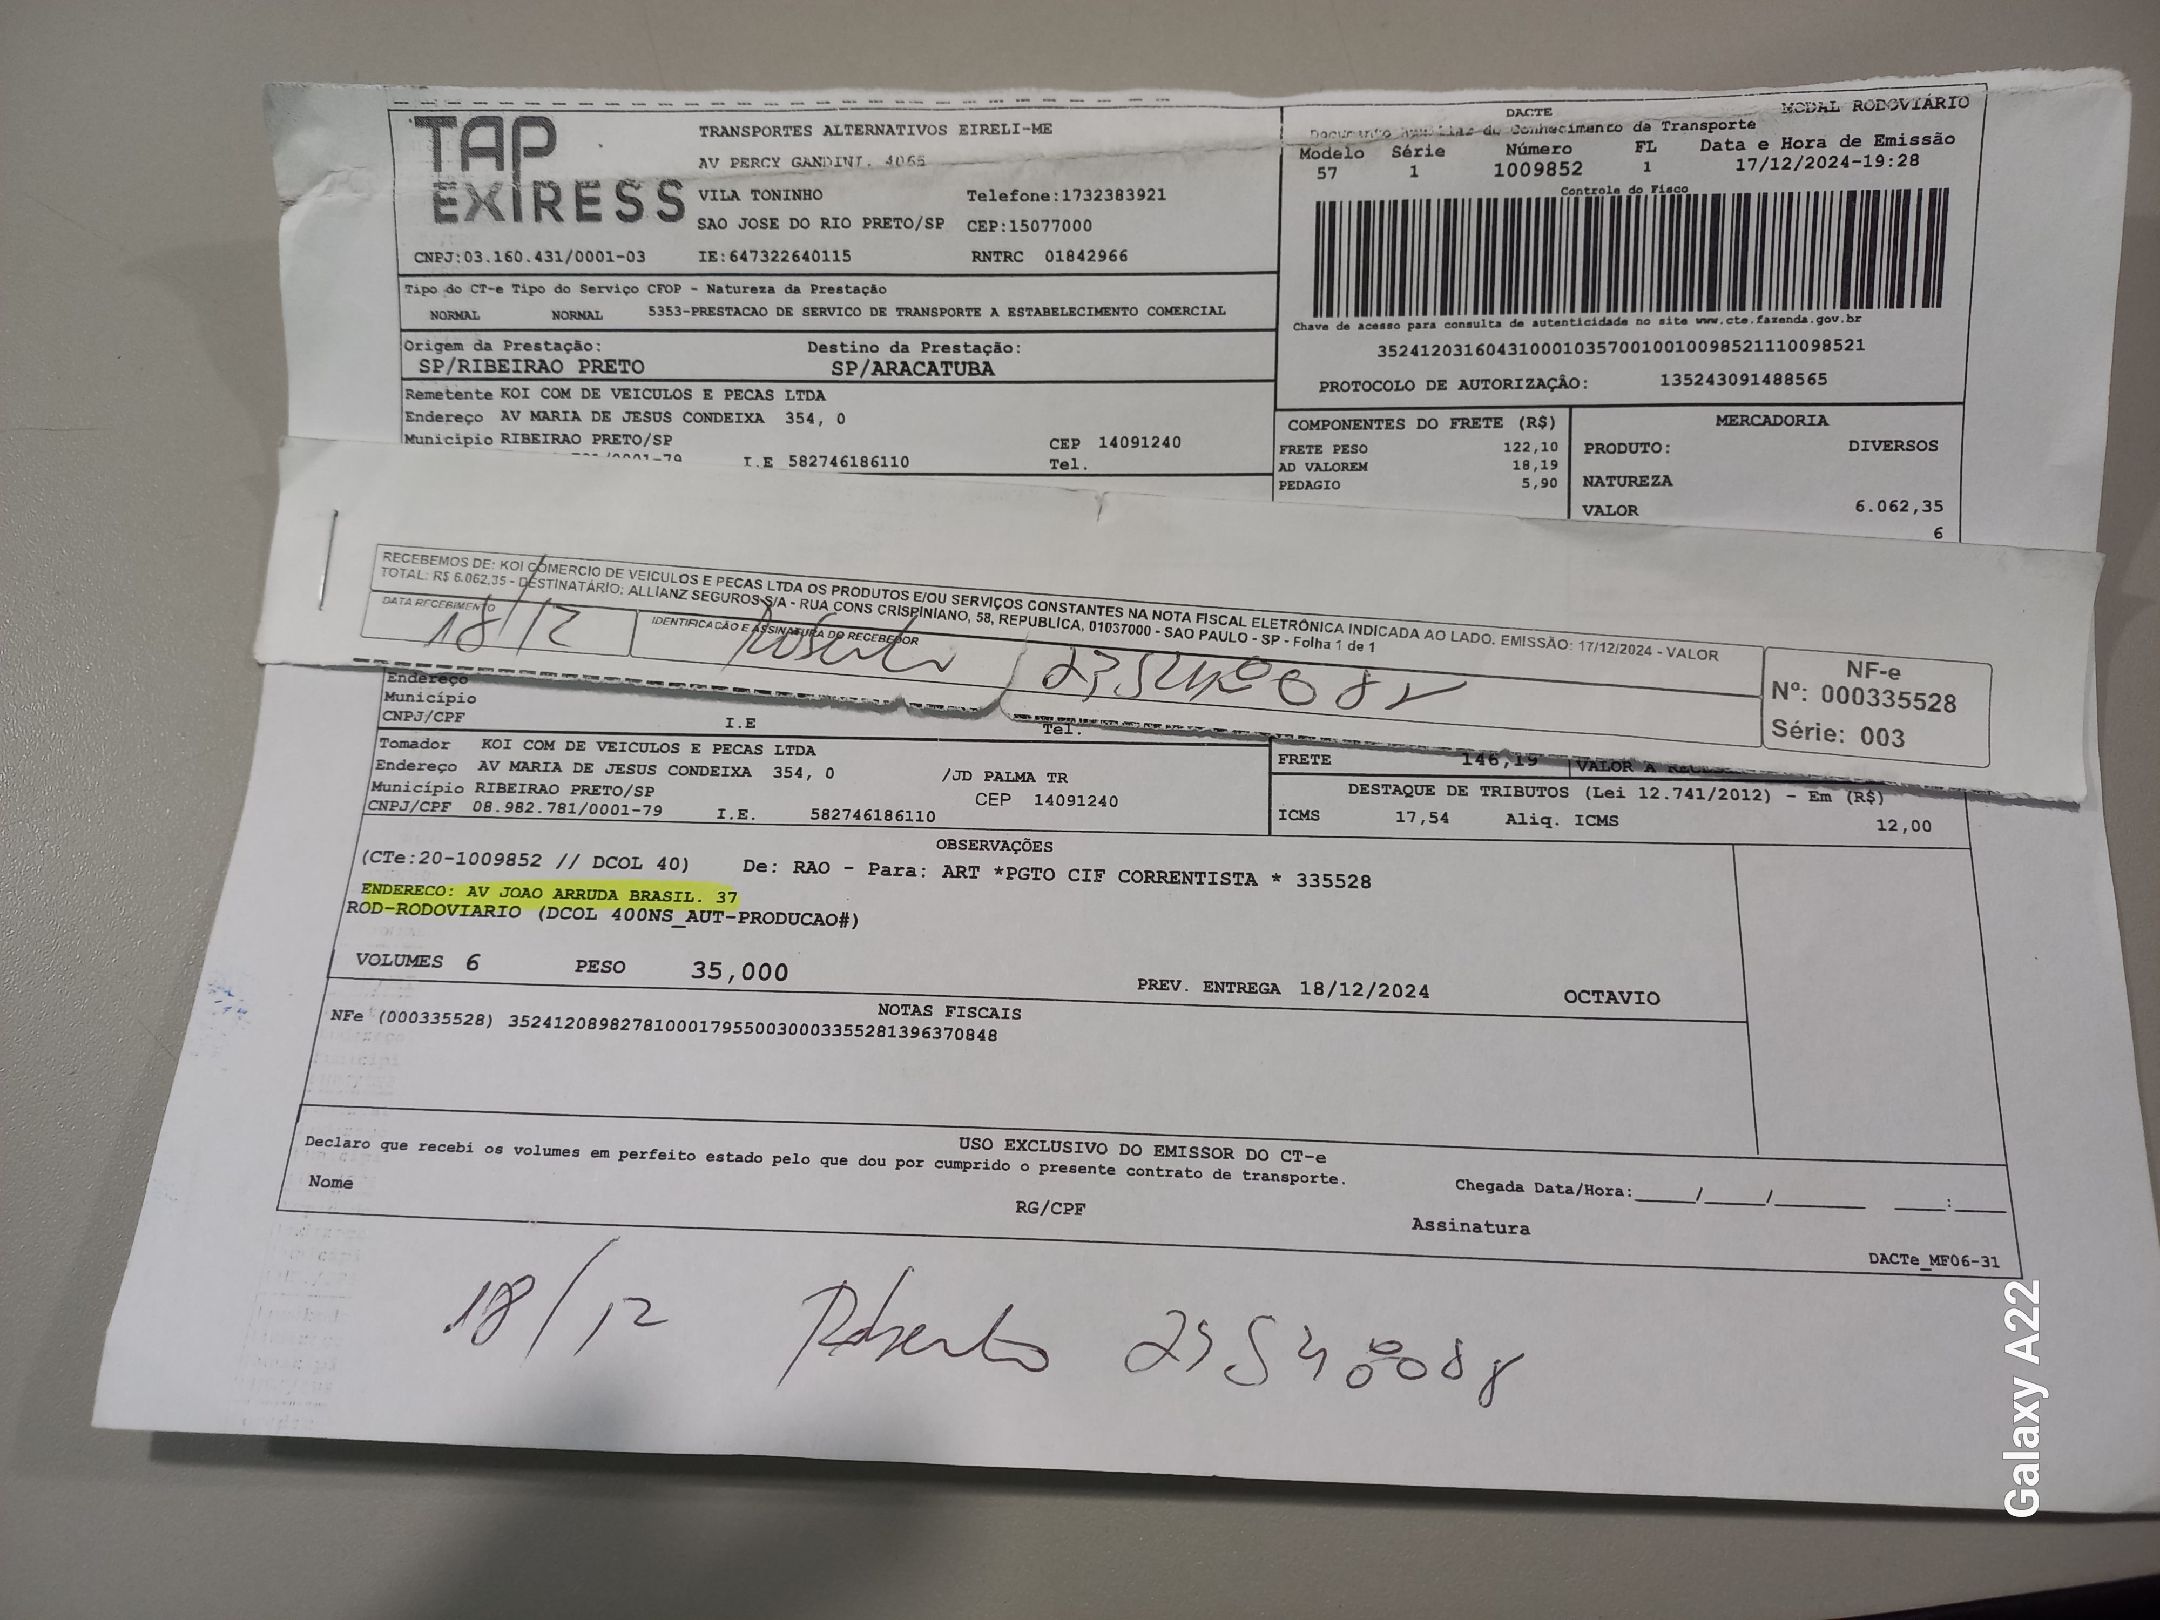 TAP
EXPRESS
TRANSPORTES ALTERNATIVOS EIRELI-ME
AV PERCY GANDINI. 4065
VILA TONINHO Telefone:1732383921
SAO JOSE DO RIO PRETO/SP CEP:15077000
CNPJ:03.160.431/0001-03 IE:647322640115 RNTRC 01842966
DACTE MODAL RODOVIÁRIO
Documento Auxiliar do Conhecimento da Transporte
Modelo Série Número FL Data e Hora de Emissão
57 1 1009852 1 17/12/2024-19:28
Controle do Fisco
Chave de acesso para consulta de autenticidade no site www.cte.fazenda.gov.br
35241203160431000103570010010098521110098521
PROTOCOLO DE AUTORIZAÇÃO: 135243091488565
Tipo do CT-e Tipo do Serviço CFOP - Natureza da Prestação
NORMAL NORMAL 5353-PRESTACAO DE SERVICO DE TRANSPORTE A ESTABELECIMENTO COMERCIAL
Origem da Prestação: Destino da Prestação:
SP/RIBEIRAO PRETO SP/ARACATUBA
Remetente KOI COM DE VEICULOS E PECAS LTDA
Endereço AV MARIA DE JESUS CONDEIXA 354, 0
Município RIBEIRAO PRETO/SP CEP 14091240
/0001-79 I.E 582746186110 Tel.
COMPONENTES DO FRETE (R$) MERCADORIA
FRETE PESO 122,10 PRODUTO: DIVERSOS
AD VALOREM 18,19 NATUREZA
PEDAGIO 5,90 VALOR 6.062,35
6
RECEBEMOS DE: KOI COMERCIO DE VEICULOS E PECAS LTDA OS PRODUTOS E/OU SERVIÇOS CONSTANTES NA NOTA FISCAL ELETRÔNICA INDICADA AO LADO. EMISSÃO: 17/12/2024 - VALOR
TOTAL: R$ 6.062,35 - DESTINATÁRIO: ALLIANZ SEGUROS S/A - RUA CONS CRISPINIANO, 58, REPUBLICA, 01037000 - SAO PAULO - SP - Folha 1 de 1
DATA RECEBIMENTO IDENTIFICAÇÃO E ASSINATURA DO RECEBEDOR
18/12 Roberto
NF-e
Nº: 000335528
Série: 003
Endereço
Município
CNPJ/CPF I.E Tel.
Tomador KOI COM DE VEICULOS E PECAS LTDA
Endereço AV MARIA DE JESUS CONDEIXA 354, 0 /JD PALMA TR
Município RIBEIRAO PRETO/SP CEP 14091240
CNPJ/CPF 08.982.781/0001-79 I.E. 582746186110
FRETE 146,19 VALOR A
DESTAQUE DE TRIBUTOS (Lei 12.741/2012) - Em (R$)
ICMS 17,54 Aliq. ICMS 12,00
OBSERVAÇÕES
(CTe:20-1009852 // DCOL 40) De: RAO - Para: ART *PGTO CIF CORRENTISTA * 335528
ENDERECO: AV JOAO ARRUDA BRASIL. 37
ROD-RODOVIARIO (DCOL 400NS_AUT-PRODUCAO#)
VOLUMES 6 PESO 35,000 PREV. ENTREGA 18/12/2024 OCTAVIO
NOTAS FISCAIS
NFe (000335528) 35241208982781000179550030003355281396370848
USO EXCLUSIVO DO EMISSOR DO CT-e
Declaro que recebi os volumes em perfeito estado pelo que dou por cumprido o presente contrato de transporte.
Nome RG/CPF Assinatura Chegada Data/Hora:____/____/______ ____:____
DACTe_MF06-31
18/12 Roberto
Galaxy A22